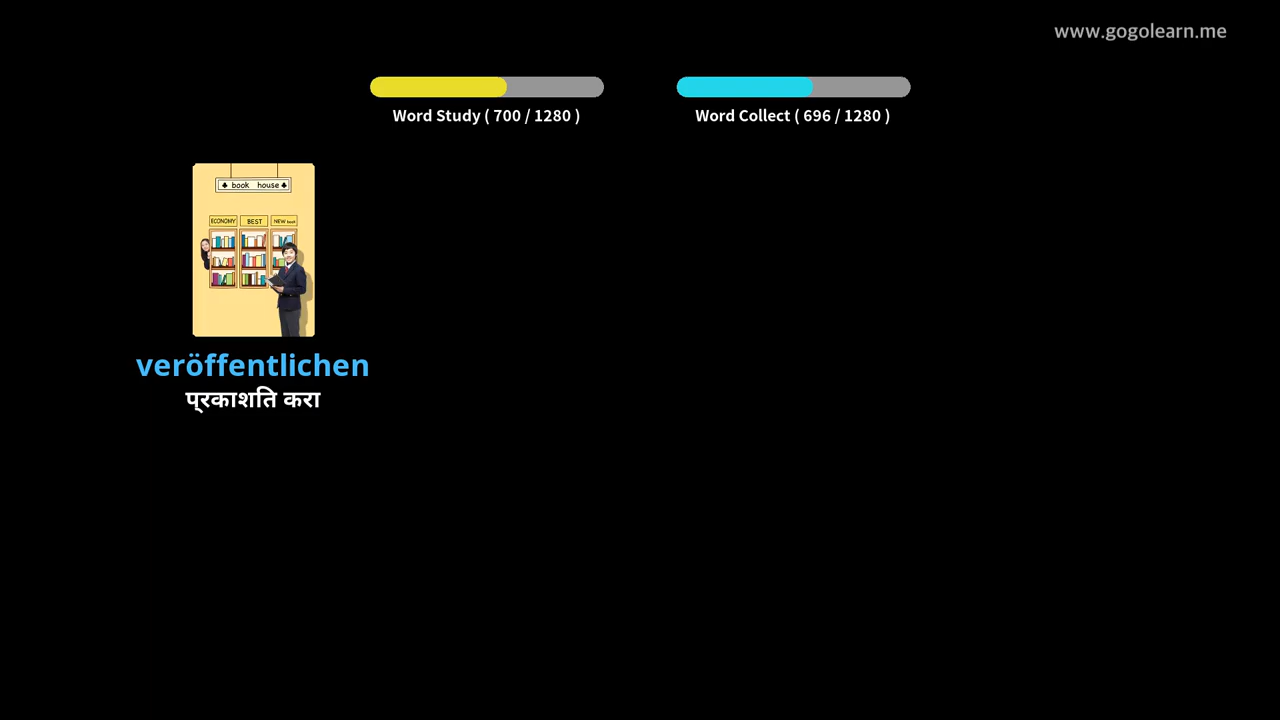 www.gogolearn.me
Word Study ( 700 / 1280 )
Word Collect ( 696 / 1280 )
♣ book house ♣
ECONOMY
BEST
NEW book
veröffentlichen
प्रकाशति करा